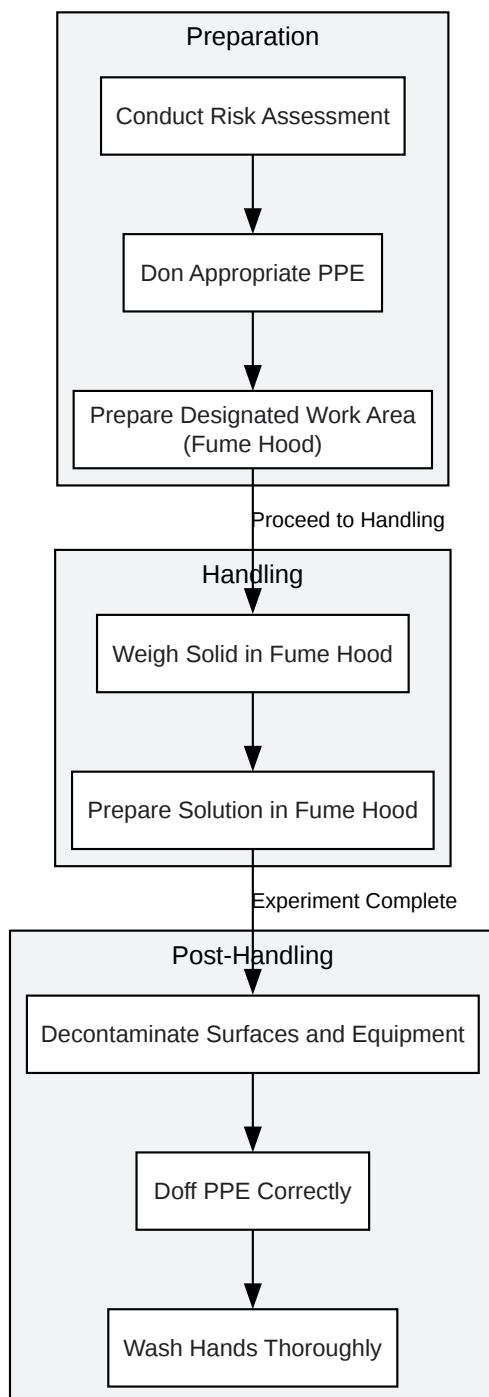 Preparation
Conduct Risk Assessment
Don Appropriate PPE
Prepare Designated Work Area
(Fume Hood)
Proceed to Handling
Handling
Weigh Solid in Fume Hood
Prepare Solution in Fume Hood
Experiment Complete
Post-Handling
Decontaminate Surfaces and Equipment
Doff PPE Correctly
Wash Hands Thoroughly